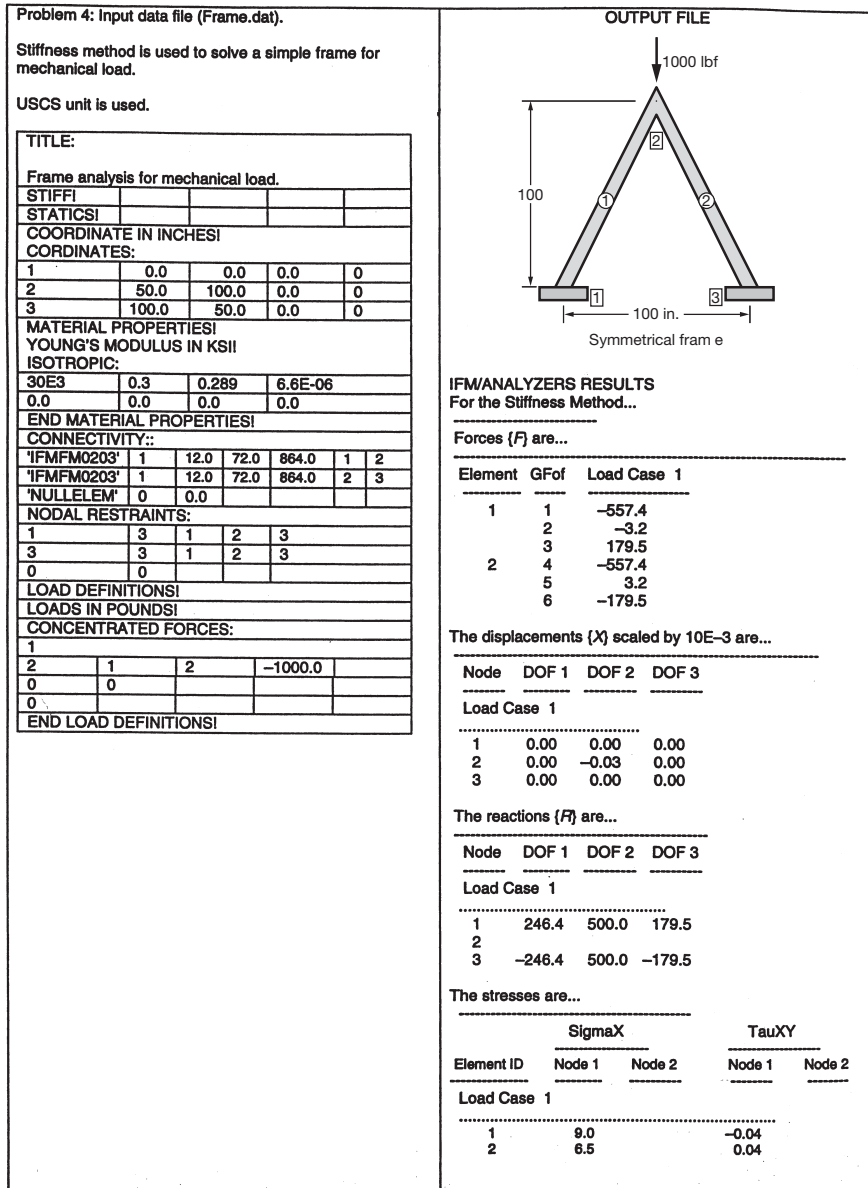 Problem 4: Input data file (Frame.dat).
Stiffness method is used to solve a simple frame for
mechanical load.
USCS unit is used.
TITLE:
Frame analysis for mechanical load.
STIFF!
STATICS!
COORDINATE IN INCHES!
CORDINATES:
1 0.0 0.0 0.0 0
2 50.0 100.0 0.0 0
3 100.0 50.0 0.0 0
MATERIAL PROPERTIES!
YOUNG'S MODULUS IN KSI!
ISOTROPIC:
30E3 0.3 0.289 6.6E-06
0.0 0.0 0.0 0.0
END MATERIAL PROPERTIES!
CONNECTIVITY::
'IFMFM0203' 1 12.0 72.0 864.0 1 2
'IFMFM0203' 1 12.0 72.0 864.0 2 3
'NULLELEM' 0 0.0
NODAL RESTRAINTS:
1 3 1 2 3
3 3 1 2 3
0 0
LOAD DEFINITIONS!
LOADS IN POUNDS!
CONCENTRATED FORCES:
1
2 1 2 −1000.0
0 0
0
END LOAD DEFINITIONS!
OUTPUT FILE
1000 lbf
2
100
1
2
1
3
100 in.
Symmetrical fram e
IFM/ANALYZERS RESULTS
For the Stiffness Method...
Forces {F} are...
Element GFof Load Case 1
1 1 −557.4
2 −3.2
3 179.5
2 4 −557.4
5 3.2
6 −179.5
The displacements {X} scaled by 10E–3 are...
Node DOF 1 DOF 2 DOF 3
Load Case 1
1 0.00 0.00 0.00
2 0.00 −0.03 0.00
3 0.00 0.00 0.00
The reactions {R} are...
Node DOF 1 DOF 2 DOF 3
Load Case 1
1 246.4 500.0 179.5
2
3 −246.4 500.0 −179.5
The stresses are...
SigmaX TauXY
Element ID Node 1 Node 2 Node 1 Node 2
Load Case 1
1 9.0 −0.04
2 6.5 0.04